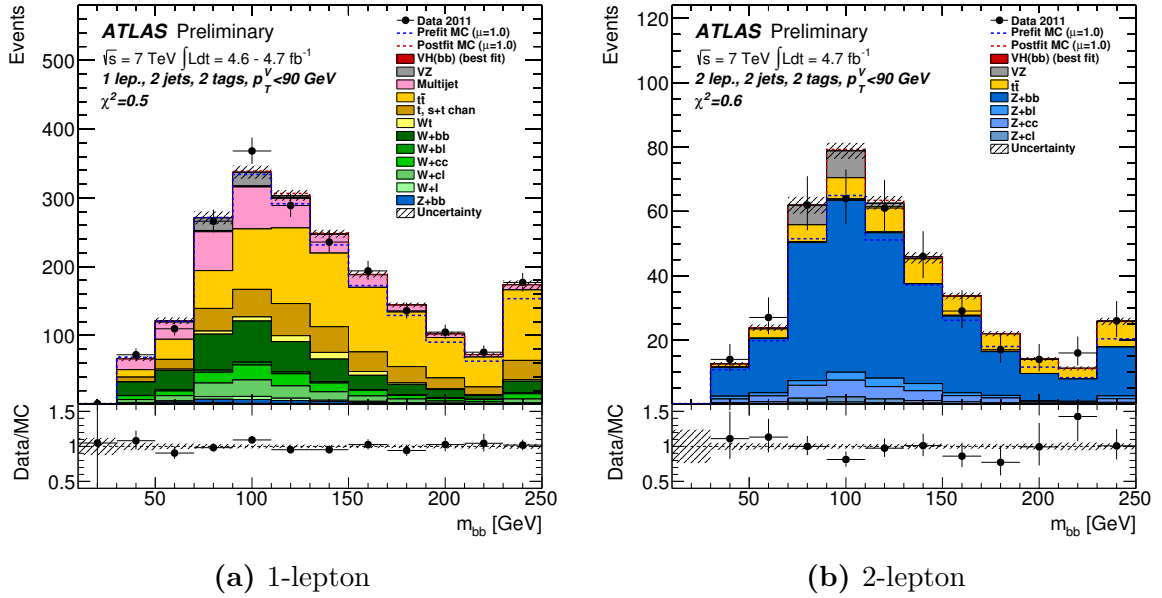 Events
500
400
300
200
100
ATLAS Preliminary
√s = 7 TeV ∫Ldt = 4.6 - 4.7 fb⁻¹
1 lep., 2 jets, 2 tags, p_T^V<90 GeV
χ²=0.5
Data 2011
Prefit MC (μ=1.0)
Postfit MC (μ=1.0)
VH(bb) (best fit)
VZ
Multijet
tt̄
t, s+t chan
Wt
W+bb
W+bl
W+cc
W+cl
W+l
Z+bb
Uncertainty
Data/MC
1.5
1
0.5
50 100 150 200 250
m_bb [GeV]
(a) 1-lepton
Events
120
100
80
60
40
20
ATLAS Preliminary
√s = 7 TeV ∫Ldt = 4.7 fb⁻¹
2 lep., 2 jets, 2 tags, p_T^V<90 GeV
χ²=0.6
Data 2011
Prefit MC (μ=1.0)
Postfit MC (μ=1.0)
VH(bb) (best fit)
VZ
tt̄
Z+bb
Z+bl
Z+cc
Z+cl
Uncertainty
Data/MC
1.5
1
0.5
50 100 150 200 250
m_bb [GeV]
(b) 2-lepton